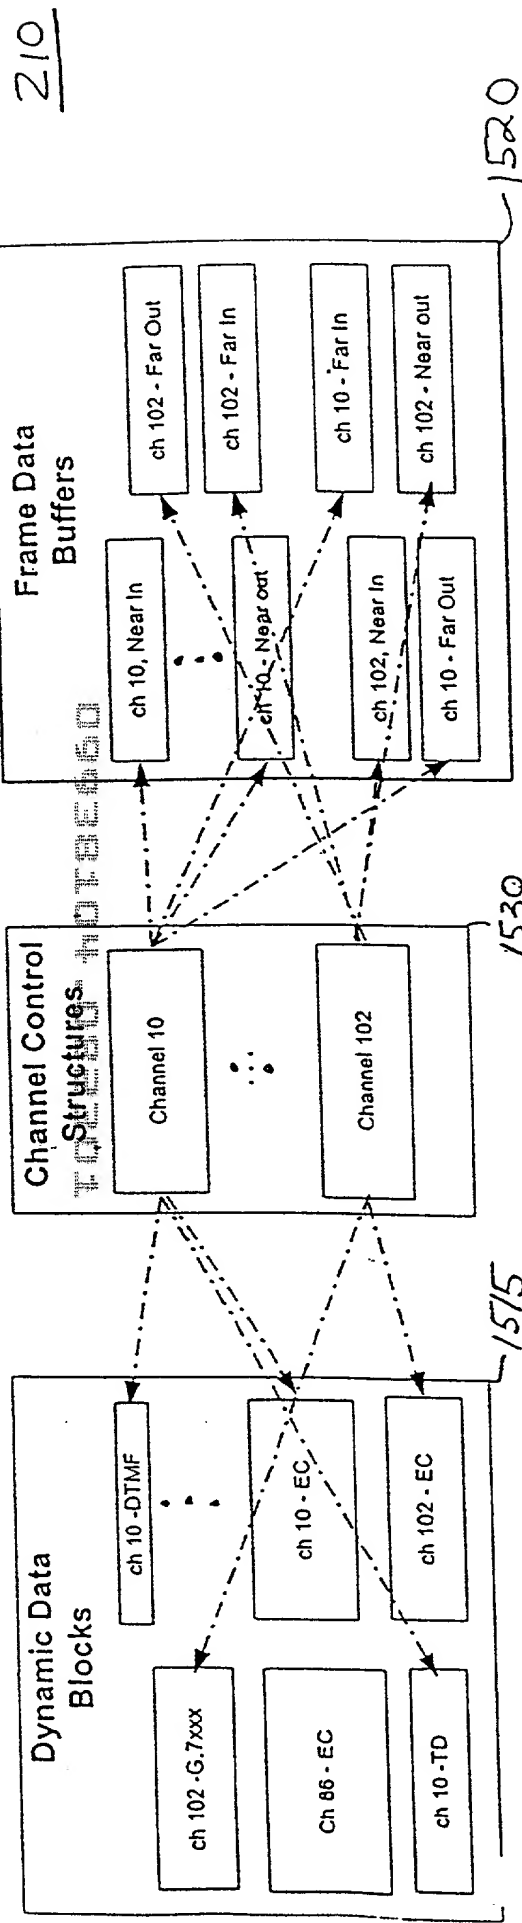 210
Dynamic Data
Blocks
ch 10 -DTMF
ch 102 -G.7xxx
ch 10 - EC
Ch 86 - EC
ch 102 - EC
ch 10 -TD
1515
Channel Control
Structures
Channel 10
Channel 102
1530
Frame Data
Buffers
ch 10, Near In
ch 102 - Far Out
ch 102 - Far In
ch 10 - Near out
ch 10 - Far In
ch 102, Near In
ch 102 - Near out
ch 10 - Far Out
1520